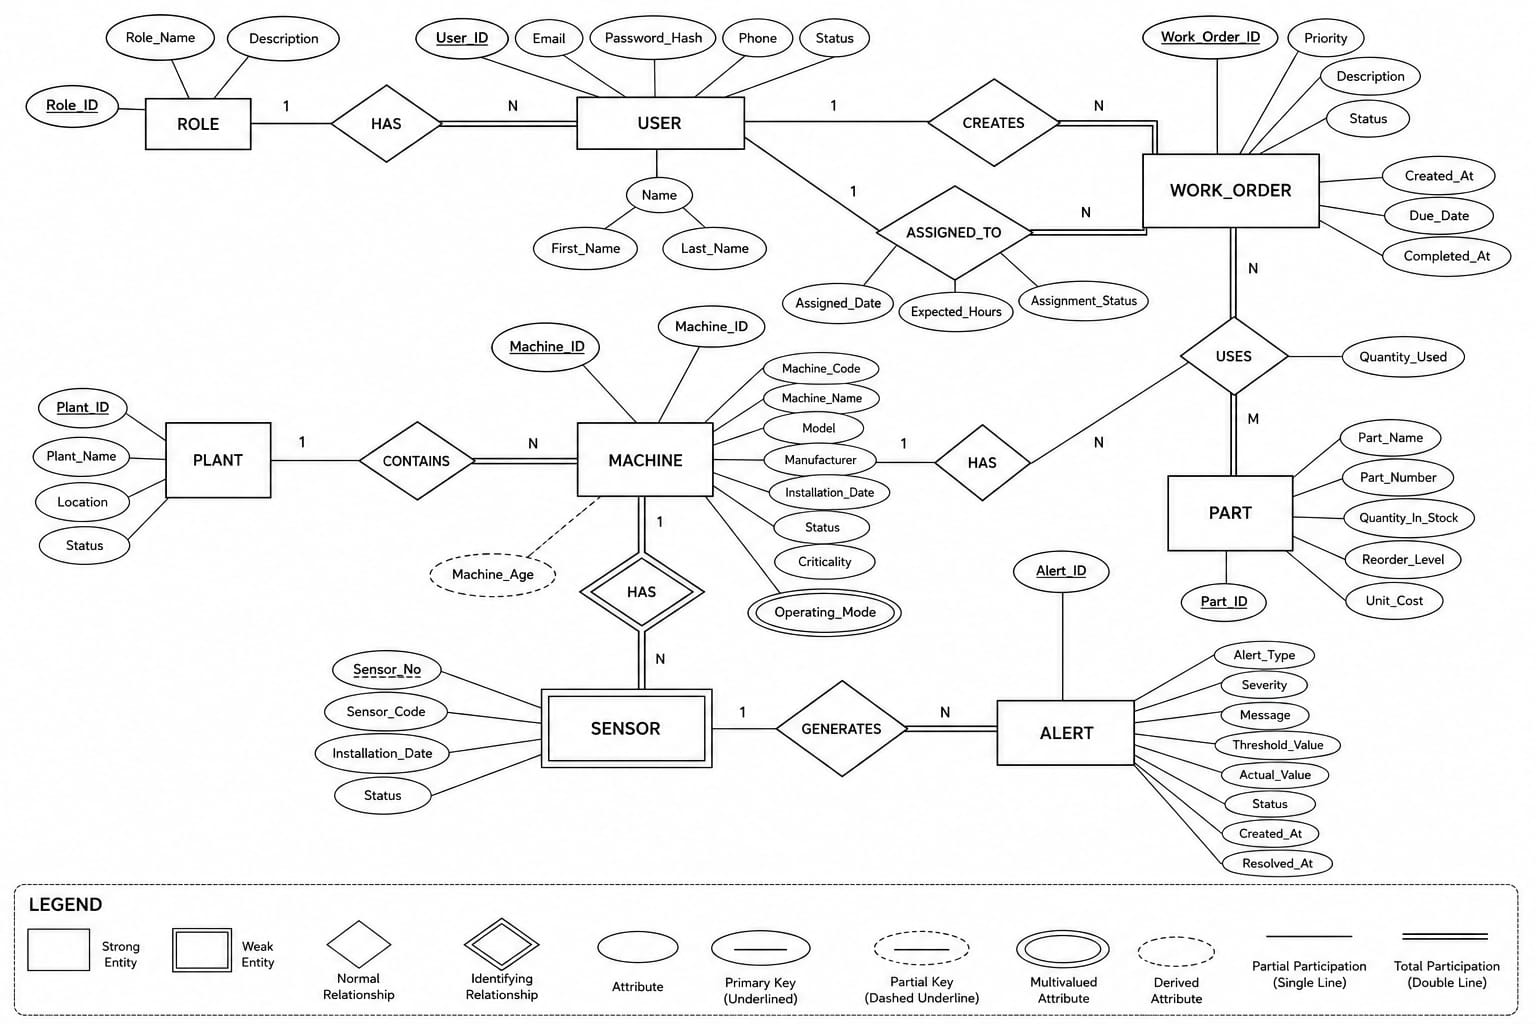 Role_Name
Description
Role_ID
ROLE
1
HAS
N
User_ID
Email
Password_Hash
Phone
Status
USER
Name
First_Name
Last_Name
1
CREATES
N
1
ASSIGNED_TO
N
Assigned_Date
Expected_Hours
Assignment_Status
Work_Order_ID
Priority
Description
Status
WORK_ORDER
Created_At
Due_Date
Completed_At
N
USES
Quantity_Used
M
Plant_ID
Plant_Name
Location
Status
PLANT
1
CONTAINS
N
Machine_ID
Machine_ID
MACHINE
Machine_Code
Machine_Name
Model
Manufacturer
Installation_Date
Status
Criticality
Operating_Mode
Machine_Age
1
HAS
N
1
HAS
N
PART
Part_Name
Part_Number
Quantity_In_Stock
Reorder_Level
Unit_Cost
Part_ID
Sensor_No
Sensor_Code
Installation_Date
Status
SENSOR
1
GENERATES
N
Alert_ID
ALERT
Alert_Type
Severity
Message
Threshold_Value
Actual_Value
Status
Created_At
Resolved_At
LEGEND
Strong
Entity
Weak
Entity
Normal
Relationship
Identifying
Relationship
Attribute
Primary Key
(Underlined)
Partial Key
(Dashed Underline)
Multivalued
Attribute
Derived
Attribute
Partial Participation
(Single Line)
Total Participation
(Double Line)